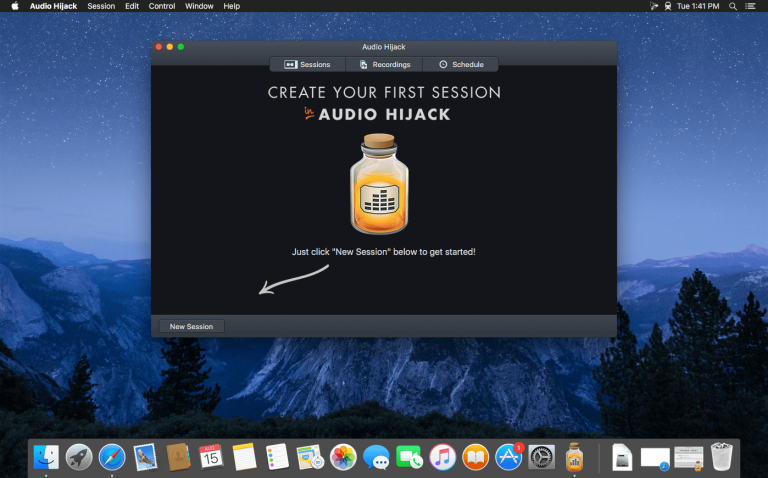 Audio Hijack Session Edit Control Window Help Tue 1:41 PM
Audio Hijack
Sessions Recordings Schedule
CREATE YOUR FIRST SESSION
in AUDIO HIJACK
Just click "New Session" below to get started!
New Session
15
1